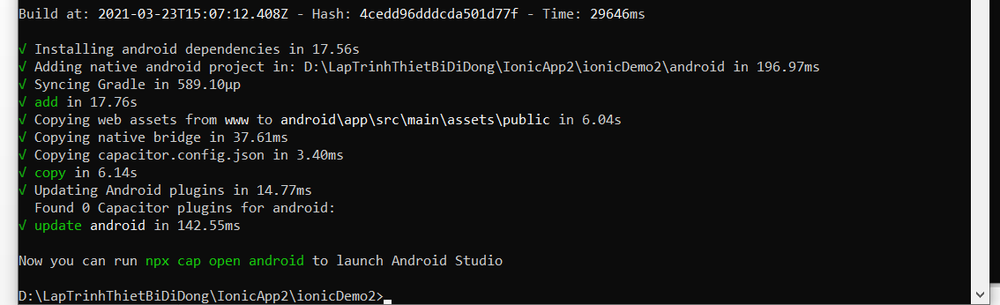 Build at: 2021-03-23T15:07:12.408Z - Hash: 4cedd96dddcda501d77f - Time: 29646ms
√ Installing android dependencies in 17.56s
√ Adding native android project in: D:\LapTrinhThietBiDiDong\IonicApp2\ionicDemo2\android in 196.97ms
√ Syncing Gradle in 589.10μp
√ add in 17.76s
√ Copying web assets from www to android\app\src\main\assets\public in 6.04s
√ Copying native bridge in 37.61ms
√ Copying capacitor.config.json in 3.40ms
√ copy in 6.14s
√ Updating Android plugins in 14.77ms
Found 0 Capacitor plugins for android:
√ update android in 142.55ms
Now you can run npx cap open android to launch Android Studio
D:\LapTrinhThietBiDiDong\IonicApp2\ionicDemo2>